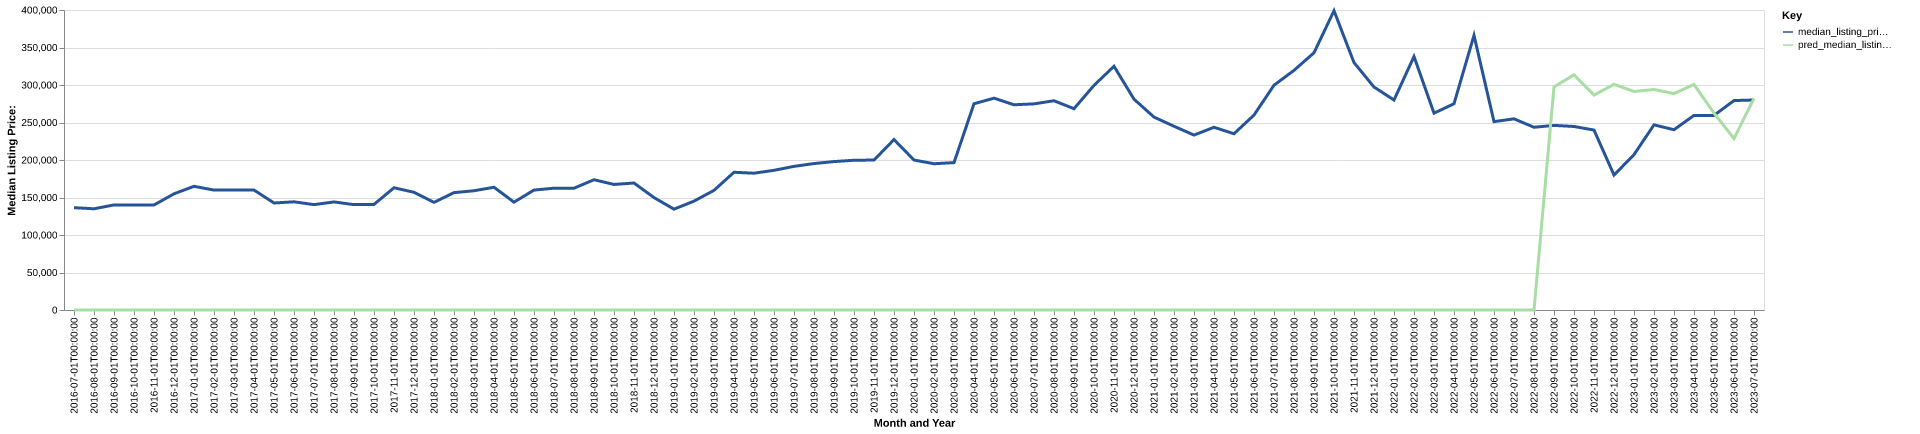 400,000
350,000
300,000
250,000
200,000
150,000
100,000
50,000
0
Median Listing Price:
2016-07-01T00:00:00
2016-08-01T00:00:00
2016-09-01T00:00:00
2016-10-01T00:00:00
2016-11-01T00:00:00
2016-12-01T00:00:00
2017-01-01T00:00:00
2017-02-01T00:00:00
2017-03-01T00:00:00
2017-04-01T00:00:00
2017-05-01T00:00:00
2017-06-01T00:00:00
2017-07-01T00:00:00
2017-08-01T00:00:00
2017-09-01T00:00:00
2017-10-01T00:00:00
2017-11-01T00:00:00
2017-12-01T00:00:00
2018-01-01T00:00:00
2018-02-01T00:00:00
2018-03-01T00:00:00
2018-04-01T00:00:00
2018-05-01T00:00:00
2018-06-01T00:00:00
2018-07-01T00:00:00
2018-08-01T00:00:00
2018-09-01T00:00:00
2018-10-01T00:00:00
2018-11-01T00:00:00
2018-12-01T00:00:00
2019-01-01T00:00:00
2019-02-01T00:00:00
2019-03-01T00:00:00
2019-04-01T00:00:00
2019-05-01T00:00:00
2019-06-01T00:00:00
2019-07-01T00:00:00
2019-08-01T00:00:00
2019-09-01T00:00:00
2019-10-01T00:00:00
2019-11-01T00:00:00
2019-12-01T00:00:00
2020-01-01T00:00:00
2020-02-01T00:00:00
2020-03-01T00:00:00
2020-04-01T00:00:00
2020-05-01T00:00:00
2020-06-01T00:00:00
2020-07-01T00:00:00
2020-08-01T00:00:00
2020-09-01T00:00:00
2020-10-01T00:00:00
2020-11-01T00:00:00
2020-12-01T00:00:00
2021-01-01T00:00:00
2021-02-01T00:00:00
2021-03-01T00:00:00
2021-04-01T00:00:00
2021-05-01T00:00:00
2021-06-01T00:00:00
2021-07-01T00:00:00
2021-08-01T00:00:00
2021-09-01T00:00:00
2021-10-01T00:00:00
2021-11-01T00:00:00
2021-12-01T00:00:00
2022-01-01T00:00:00
2022-02-01T00:00:00
2022-03-01T00:00:00
2022-04-01T00:00:00
2022-05-01T00:00:00
2022-06-01T00:00:00
2022-07-01T00:00:00
2022-08-01T00:00:00
2022-09-01T00:00:00
2022-10-01T00:00:00
2022-11-01T00:00:00
2022-12-01T00:00:00
2023-01-01T00:00:00
2023-02-01T00:00:00
2023-03-01T00:00:00
2023-04-01T00:00:00
2023-05-01T00:00:00
2023-06-01T00:00:00
2023-07-01T00:00:00
Month and Year
Key
median_listing_pri…
pred_median_listin…